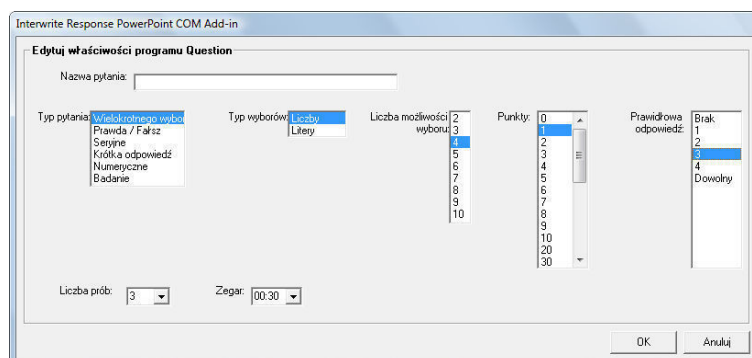 Interwrite Response PowerPoint COM Add-in
Edytuj właściwości programu Question
Nazwa pytania:
Typ pytania:
Wielokrotnego wybor
Prawda / Fałsz
Seryjne
Krótka odpowiedź
Numeryczne
Badanie
Typ wyborów:
Liczby
Litery
Liczba możliwości
wyboru:
2
3
4
5
6
7
8
9
10
Punkty:
0
1
2
3
4
5
6
7
8
9
10
20
30
Prawidłowa
odpowiedź:
Brak
1
2
3
4
Dowolny
Liczba prób:
3
Zegar:
00:30
OK
Anuluj